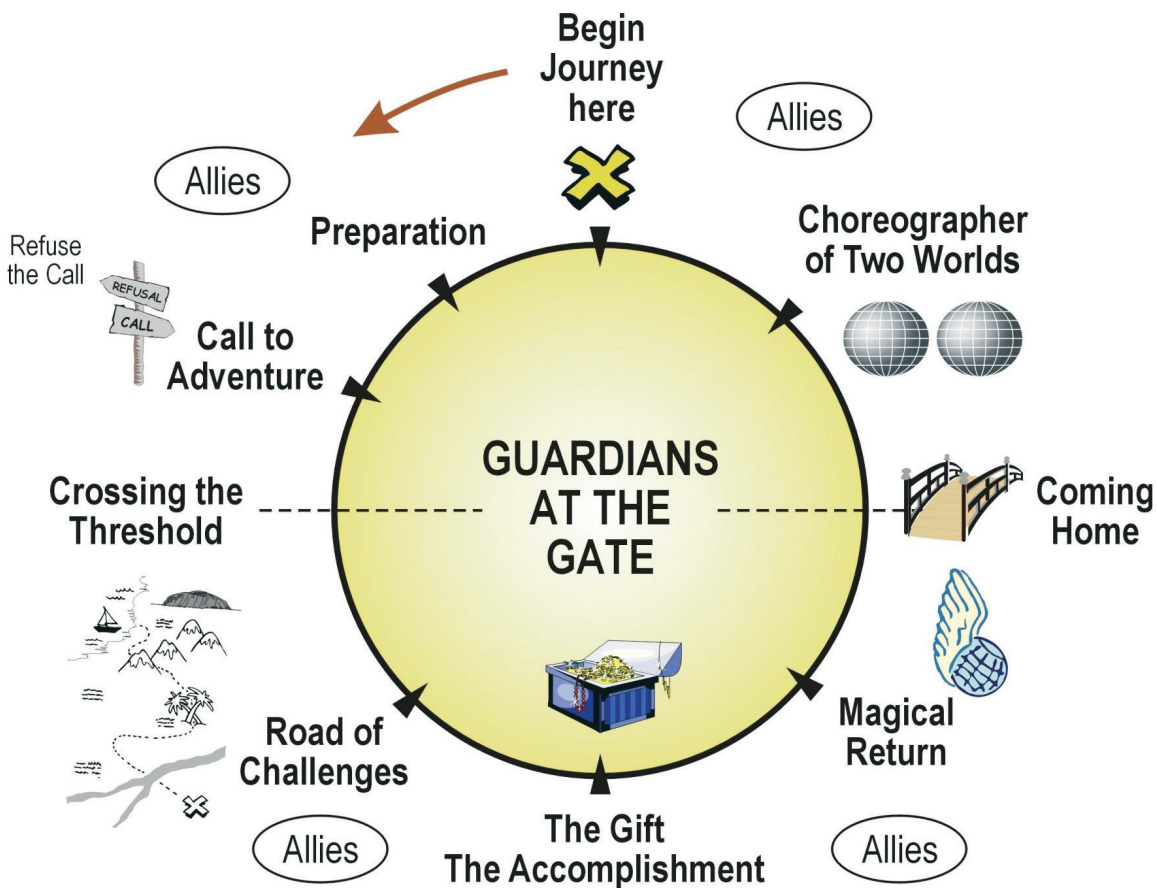 Begin
Journey
here
Allies
Allies
Preparation
Choreographer
of Two Worlds
Refuse
the Call
REFUSAL
CALL
Call to
Adventure
GUARDIANS
AT THE
GATE
Crossing the
Threshold
Coming
Home
Road of
Challenges
Magical
Return
Allies
The Gift
The Accomplishment
Allies